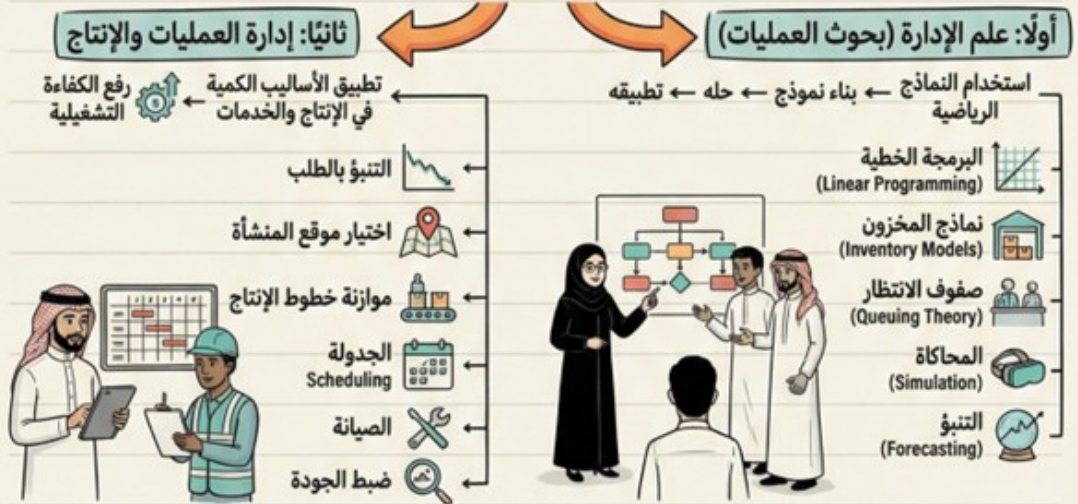 أولًا: علم الإدارة (بحوث العمليات)
استخدام النماذج الرياضية ← بناء نموذج ← حله ← تطبيقه
البرمجة الخطية
(Linear Programming)
نماذج المخزون
(Inventory Models)
صفوف الانتظار
(Queuing Theory)
المحاكاة
(Simulation)
التنبؤ
(Forecasting)
ثانيًا: إدارة العمليات والإنتاج
تطبيق الأساليب الكمية
في الإنتاج والخدمات
← رفع الكفاءة
التشغيلية
التنبؤ بالطلب
اختيار موقع المنشأة
موازنة خطوط الإنتاج
الجدولة
Scheduling
الصيانة
ضبط الجودة